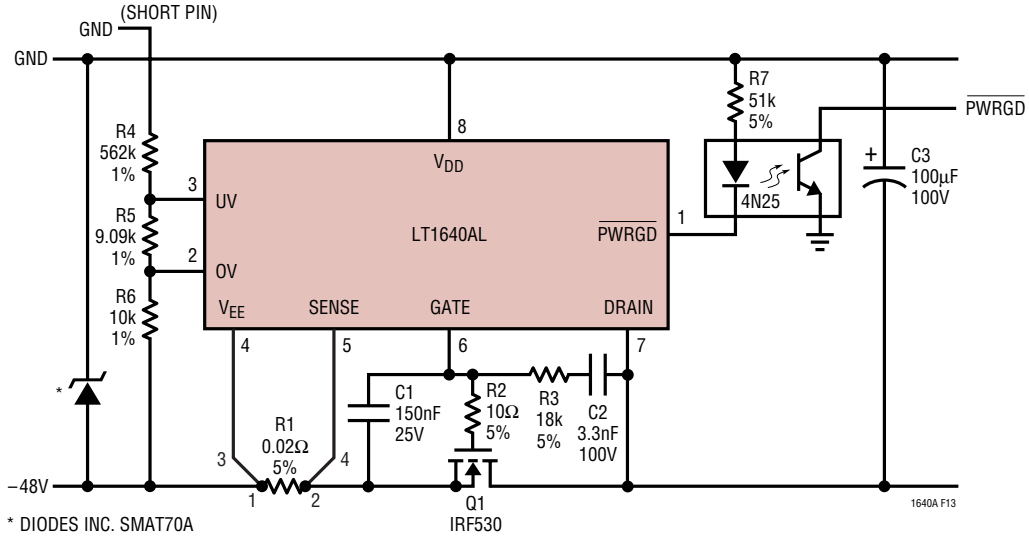 (SHORT PIN)
GND
GND
R4
562k
1%
R5
9.09k
1%
R6
10k
1%
3
2
UV
OV
8
VDD
LT1640AL
PWRGD
1
VEE
SENSE
GATE
DRAIN
4
5
6
7
R7
51k
5%
4N25
PWRGD
+
C3
100µF
100V
*
R1
0.02Ω
5%
3
4
1
2
C1
150nF
25V
R2
10Ω
5%
R3
18k
5%
C2
3.3nF
100V
–48V
Q1
IRF530
1640A F13
* DIODES INC. SMAT70A